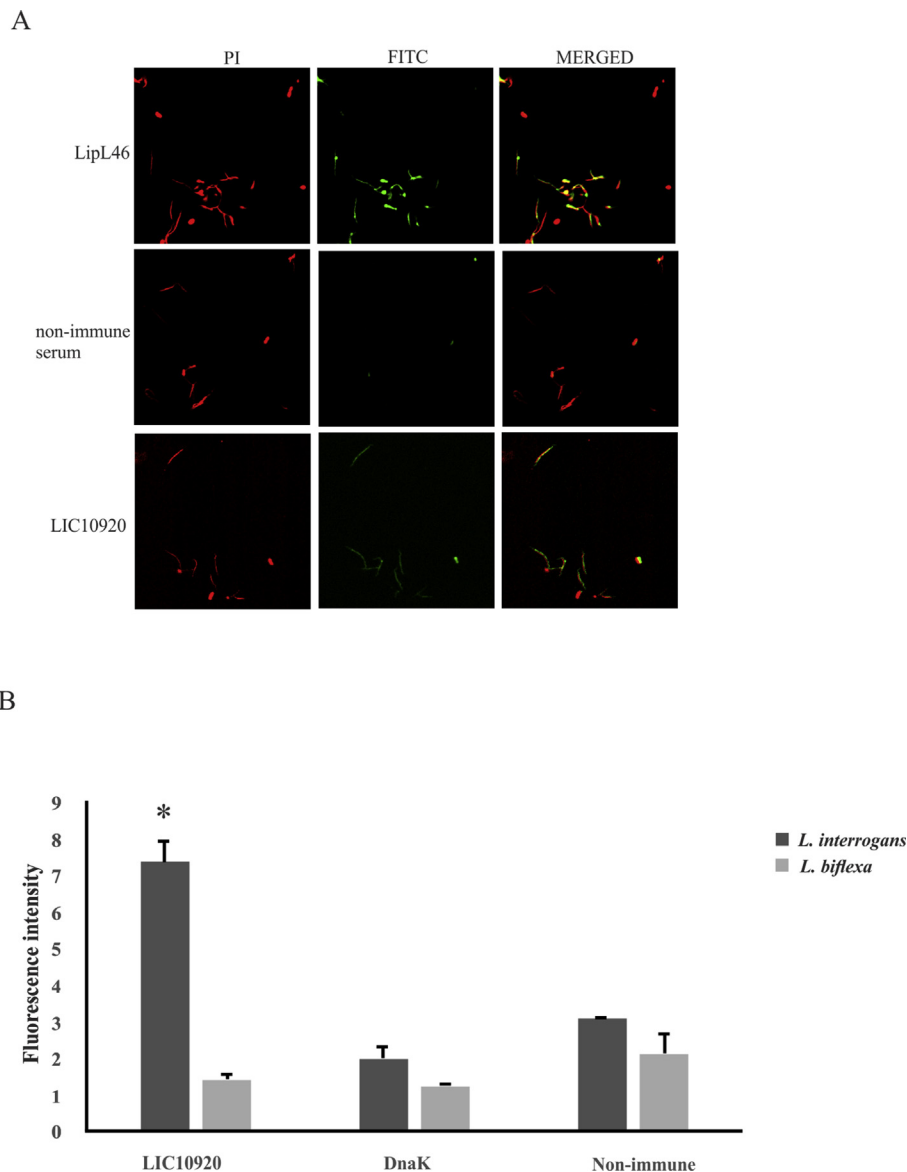 A
PI FITC MERGED
LipL46
non-immune
serum
LIC10920
B
Fluorescence intensity
9
8
7
6
5
4
3
2
1
0
*
L. interrogans
L. biflexa
LIC10920 DnaK Non-immune